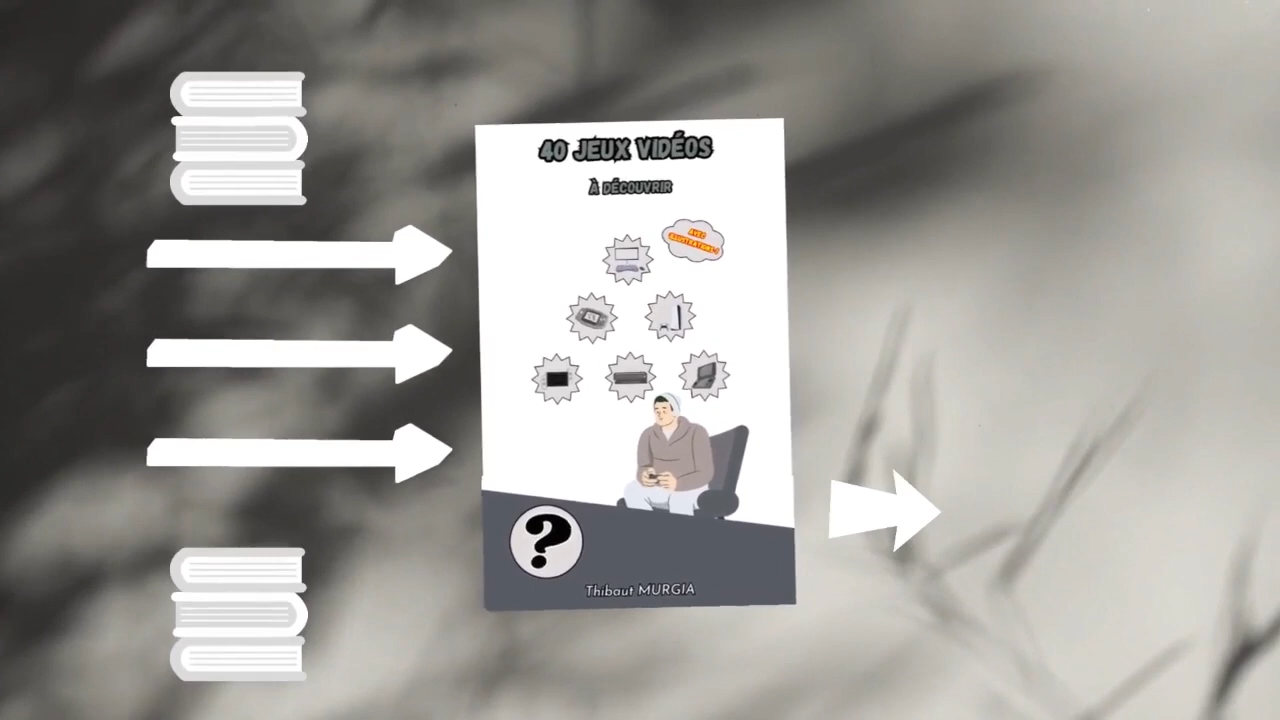 40 JEUX VIDÉOS
À DÉCOUVRIR
AVEC
ILLUSTRATIONS !
?
Thibaut MURGIA